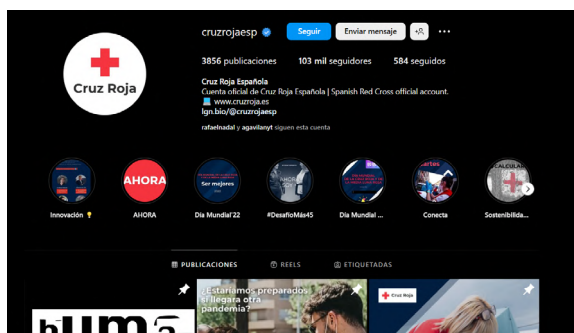 cruzrojaesp
Seguir
Enviar mensaje
3856 publicaciones 103 mil seguidores 584 seguidos
Cruz Roja
Cruz Roja Española
Cuenta oficial de Cruz Roja Española | Spanish Red Cross official account.
www.cruzroja.es
lgn.bio/@cruzrojaesp
rafaelnadal y agavilanyt siguen esta cuenta
AHORA
Ser mejores
CALCULAR
Innovación
AHORA
Dia Mundial'22
#DesafíoMás45
Dia Mundial ...
Conecta
Sostenibilida...
PUBLICACIONES
REELS
ETIQUETADAS
¿Estaríamos preparados
si llegara otra
pandemia?
Cruz Roja